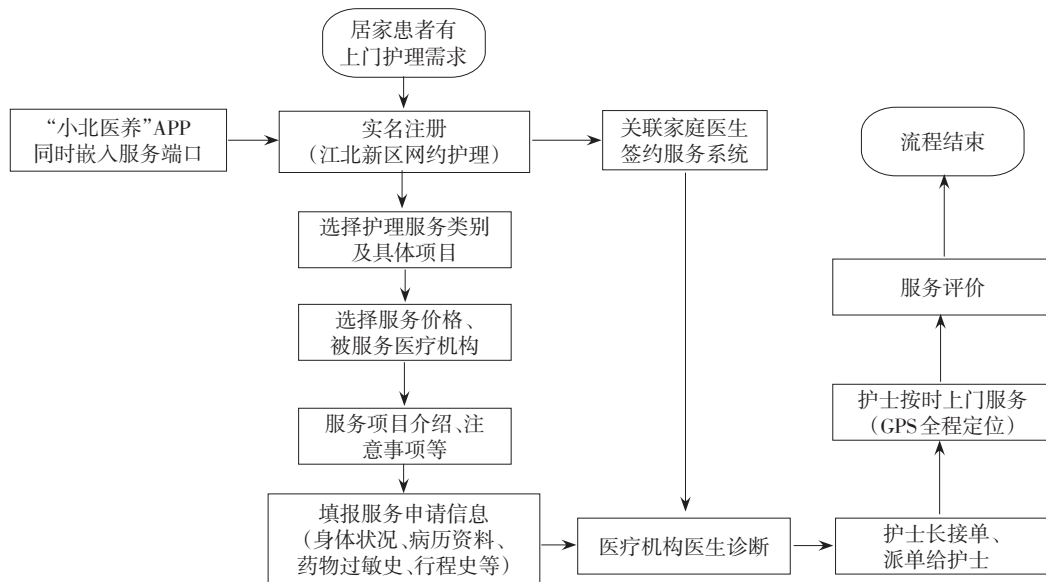 居家患者有
上门护理需求
“小北医养”APP
同时嵌入服务端口
实名注册
（江北新区网约护理）
关联家庭医生
签约服务系统
流程结束
选择护理服务类别
及具体项目
服务评价
选择服务价格、
被服务医疗机构
护士按时上门服务
（GPS全程定位）
服务项目介绍、注
意事项等
填报服务申请信息
（身体状况、病历资料、
药物过敏史、行程史等）
医疗机构医生诊断
护士长接单、
派单给护士